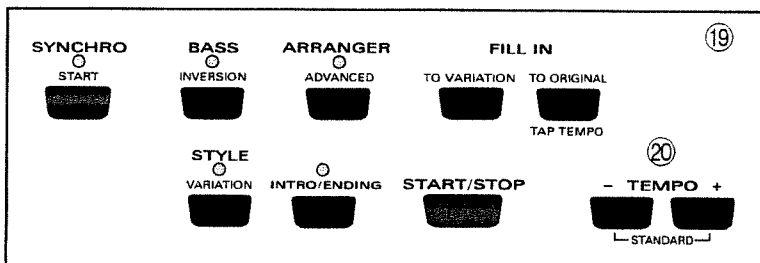 SYNCHRO BASS ARRANGER FILL IN ⑲
START INVERSION ADVANCED TO VARIATION TO ORIGINAL
TAP TEMPO
STYLE ⑳
VARIATION INTRO/ENDING START/STOP – TEMPO +
STANDARD